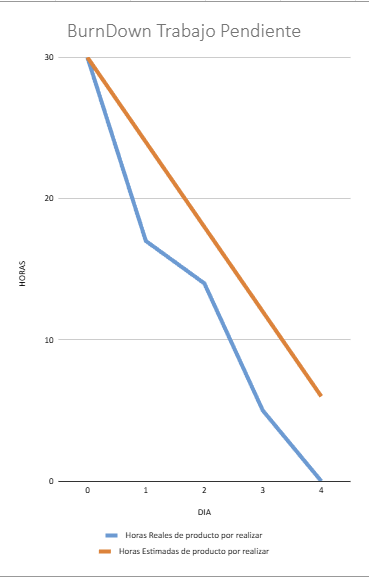 BurnDown Trabajo Pendiente
30
20
10
0
HORAS
0 1 2 3 4
DIA
Horas Reales de producto por realizar
Horas Estimadas de producto por realizar